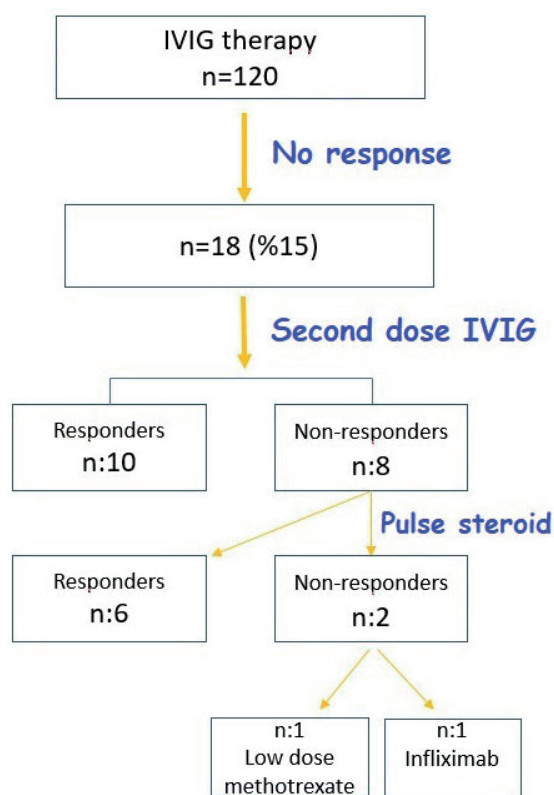 IVIG therapy
n=120
No response
n=18 (%15)
Second dose IVIG
Responders
n:10
Non-responders
n:8
Pulse steroid
Responders
n:6
Non-responders
n:2
n:1
Low dose
methotrexate
n:1
Infliximab